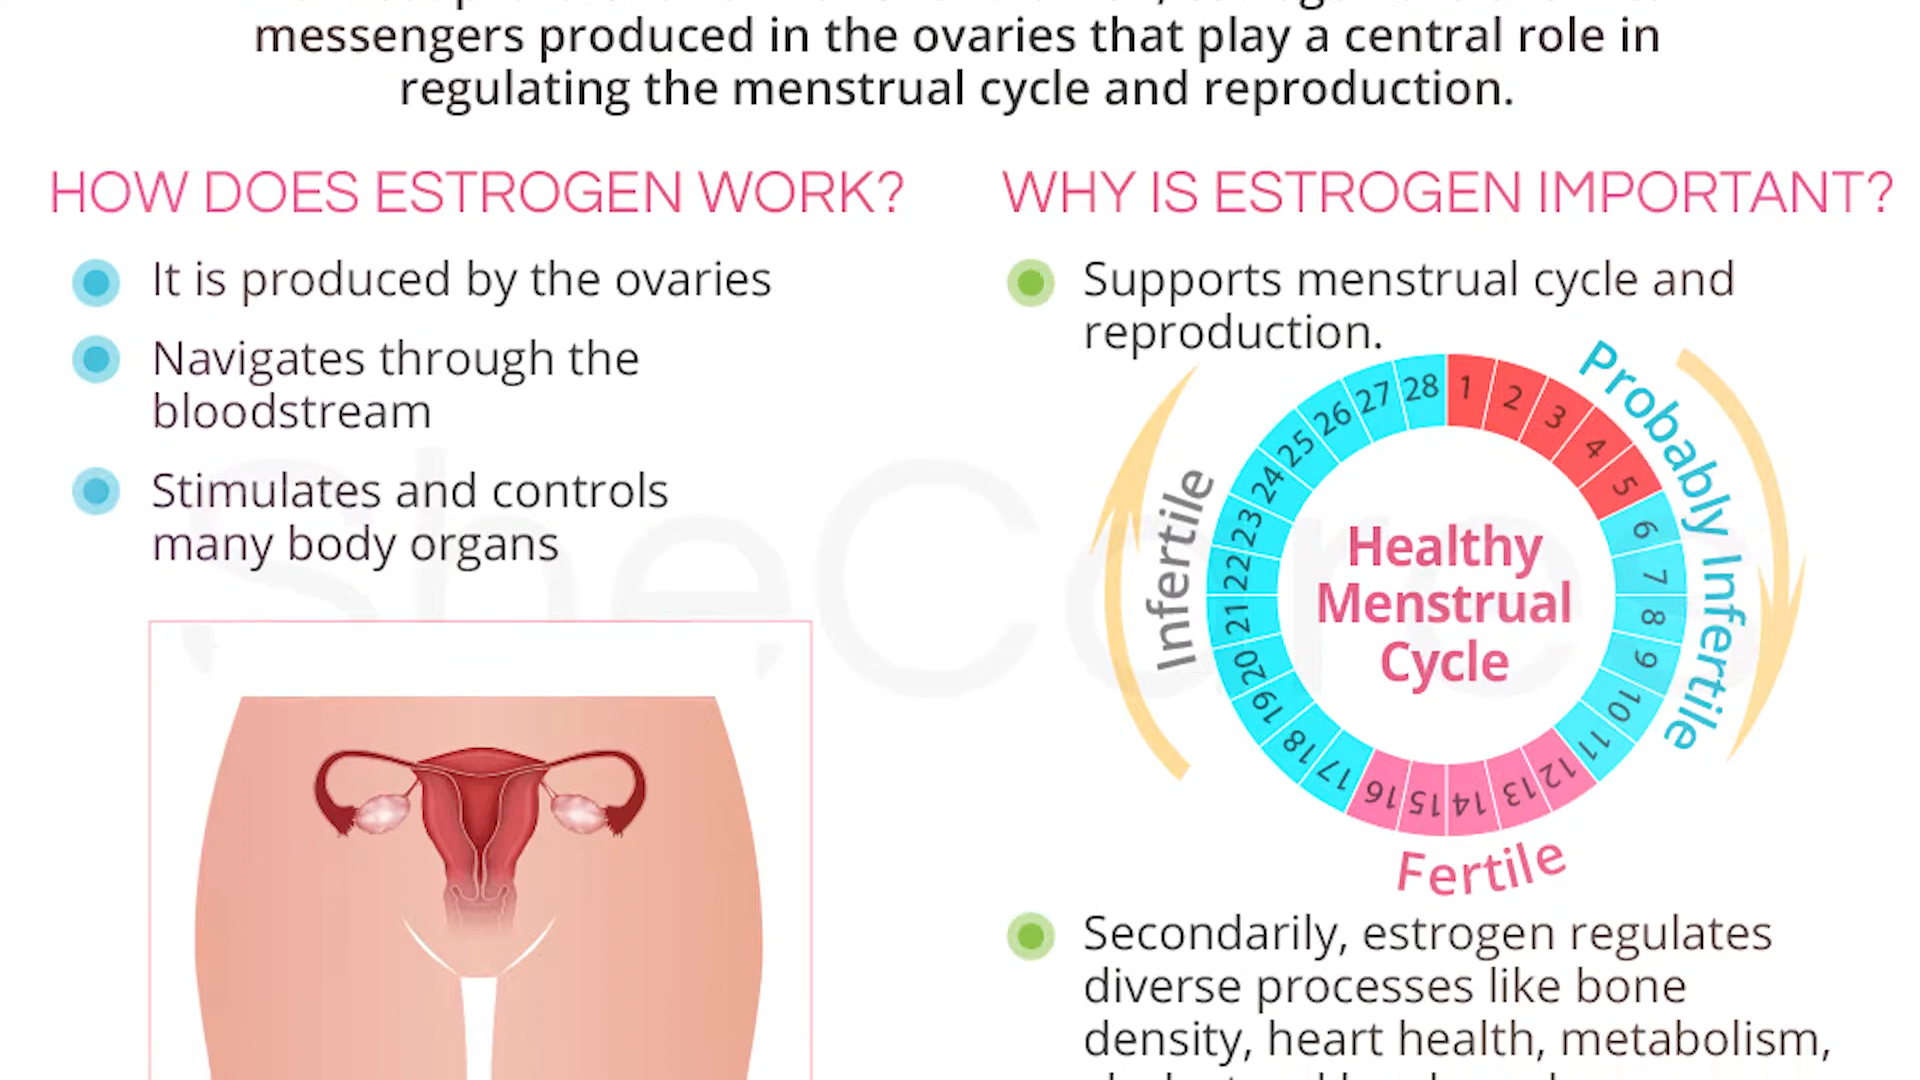 messengers produced in the ovaries that play a central role in
regulating the menstrual cycle and reproduction.
HOW DOES ESTROGEN WORK?
It is produced by the ovaries
Navigates through the
bloodstream
Stimulates and controls
many body organs
WHY IS ESTROGEN IMPORTANT?
Supports menstrual cycle and
reproduction.
1 2 3 4 5 6 7 8 9 10 11 12 13 14 15 16 17 18 19 20 21 22 23 24 25 26 27 28
Probably Infertile
Infertile
Healthy
Menstrual
Cycle
Fertile
Secondarily, estrogen regulates
diverse processes like bone
density, heart health, metabolism,
SheCare